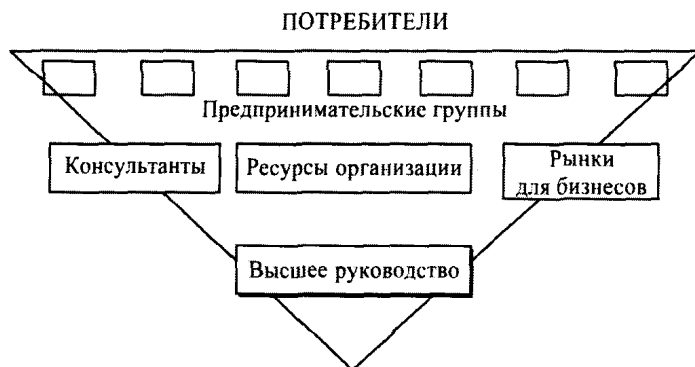 ПОТРЕБИТЕЛИ
Предпринимательские группы
Консультанты
Ресурсы организации
Рынки
для бизнесов
Высшее руководство